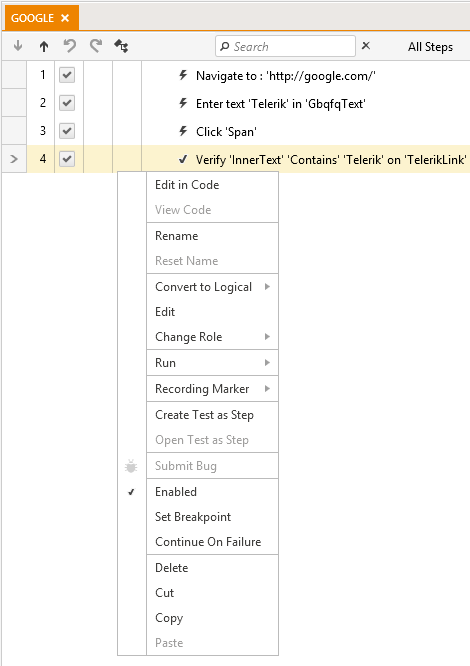 GOOGLE
Search All Steps
1 Navigate to : 'http://google.com/'
2 Enter text 'Telerik' in 'GbqfqText'
3 Click 'Span'
4 Verify 'InnerText' 'Contains' 'Telerik' on 'TelerikLink'
Edit in Code
View Code
Rename
Reset Name
Convert to Logical
Edit
Change Role
Run
Recording Marker
Create Test as Step
Open Test as Step
Submit Bug
Enabled
Set Breakpoint
Continue On Failure
Delete
Cut
Copy
Paste